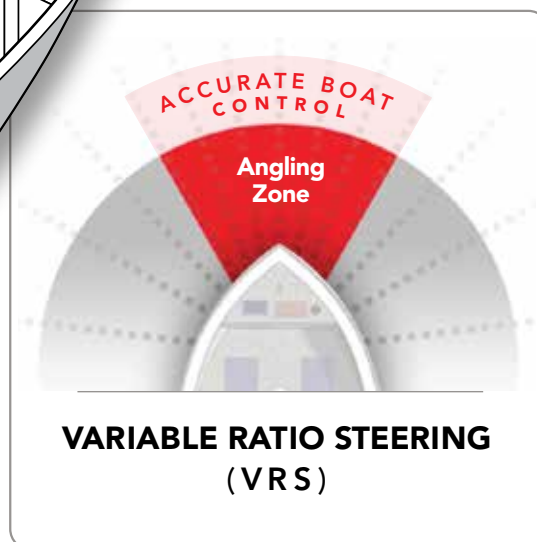 ACCURATE BOAT
CONTROL
Angling
Zone
VARIABLE RATIO STEERING
(VRS)